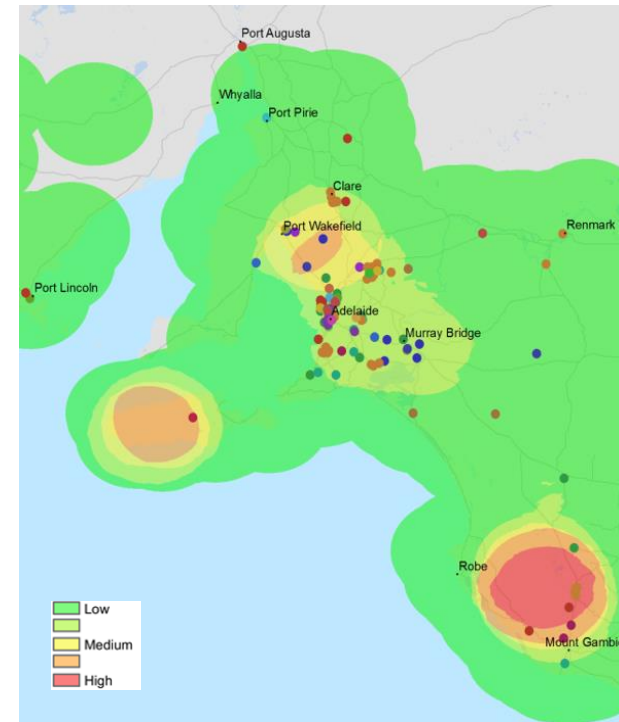 Port Augusta
Whyalla
Port Pirie
Clare
Port Wakefield
Renmark
Port Lincoln
Adelaide
Murray Bridge
Robe
Mount Gambie
Low
Medium
High